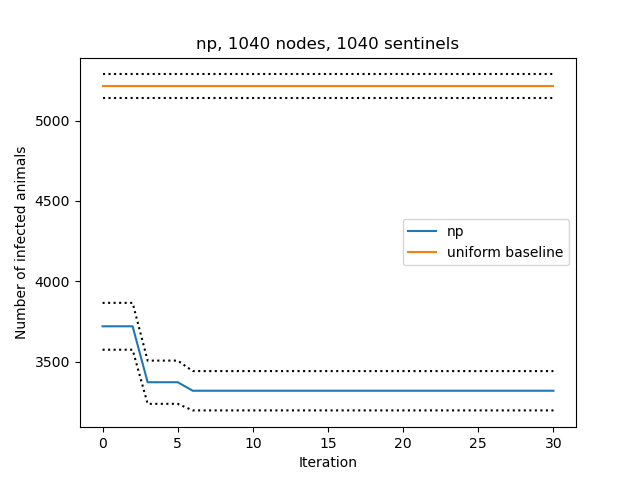 np, 1040 nodes, 1040 sentinels
Number of infected animals
5000
4500
4000
3500
np
uniform baseline
0 5 10 15 20 25 30
Iteration